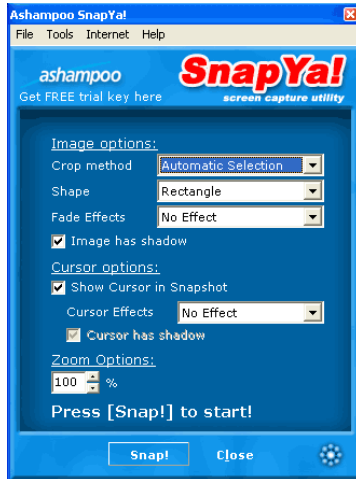 Ashampoo SnapYa!
File Tools Internet Help
ashampoo
SnapYa!
Get FREE trial key here
screen capture utility
Image options:
Crop method Automatic Selection
Shape Rectangle
Fade Effects No Effect
Image has shadow
Cursor options:
Show Cursor in Snapshot
Cursor Effects No Effect
Cursor has shadow
Zoom Options:
100 %
Press [Snap!] to start!
Snap! Close